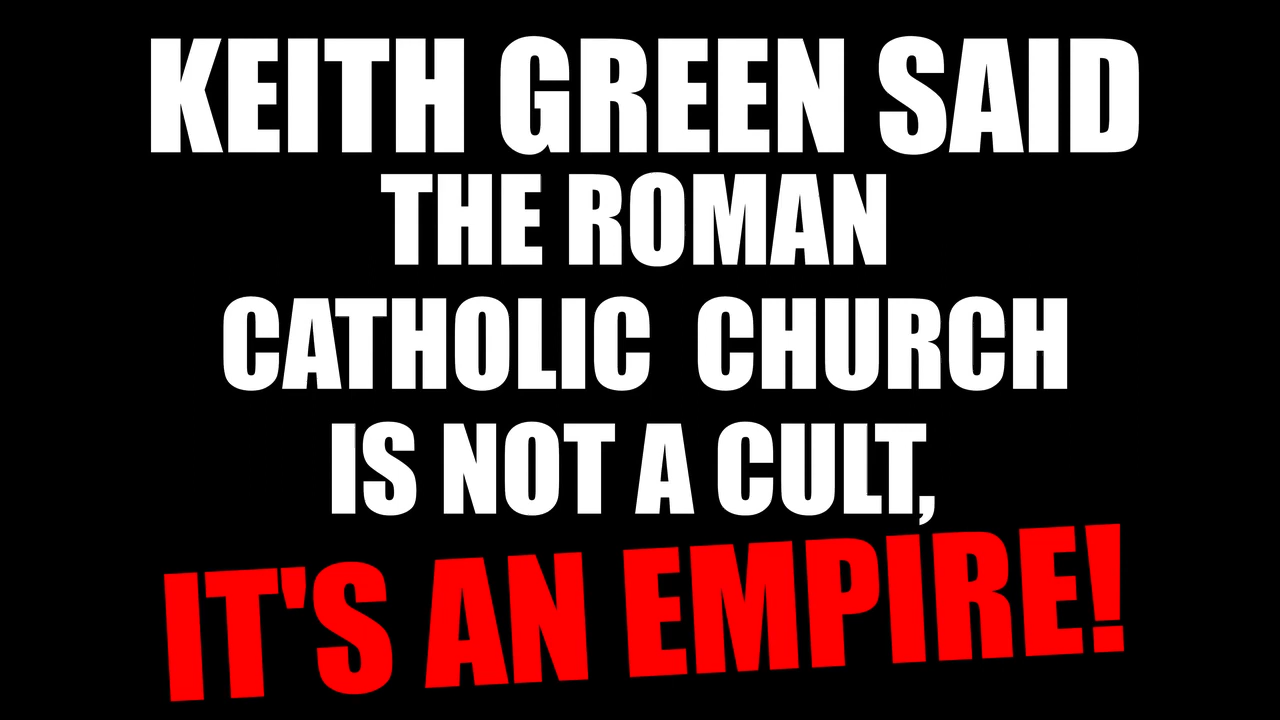 KEITH GREEN SAID
THE ROMAN
CATHOLIC CHURCH
IS NOT A CULT,
IT'S AN EMPIRE!